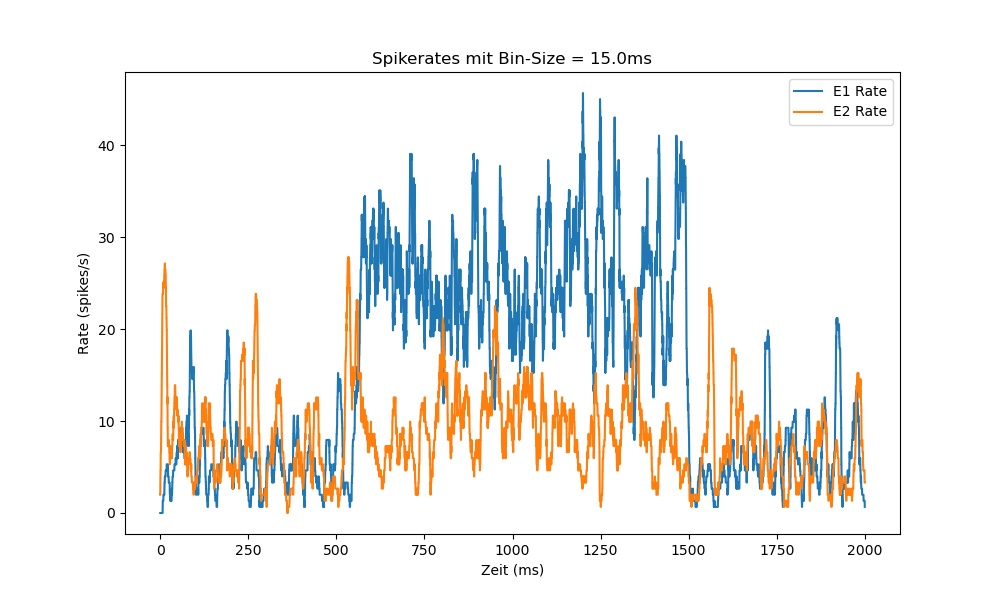 Spikerates mit Bin-Size = 15.0ms
E1 Rate
E2 Rate
Rate (spikes/s)
40
30
20
10
0
0 250 500 750 1000 1250 1500 1750 2000
Zeit (ms)